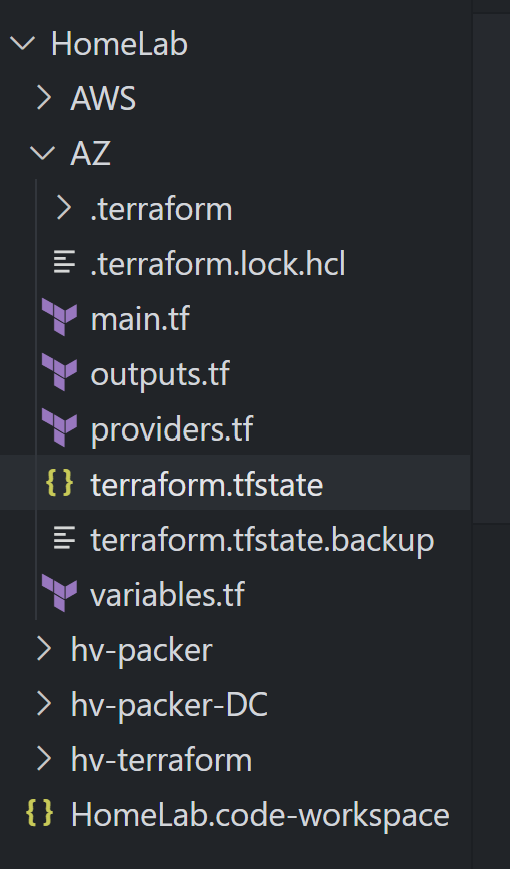 HomeLab
AWS
AZ
.terraform
.terraform.lock.hcl
main.tf
outputs.tf
providers.tf
{} terraform.tfstate
terraform.tfstate.backup
variables.tf
hv-packer
hv-packer-DC
hv-terraform
{} HomeLab.code-workspace